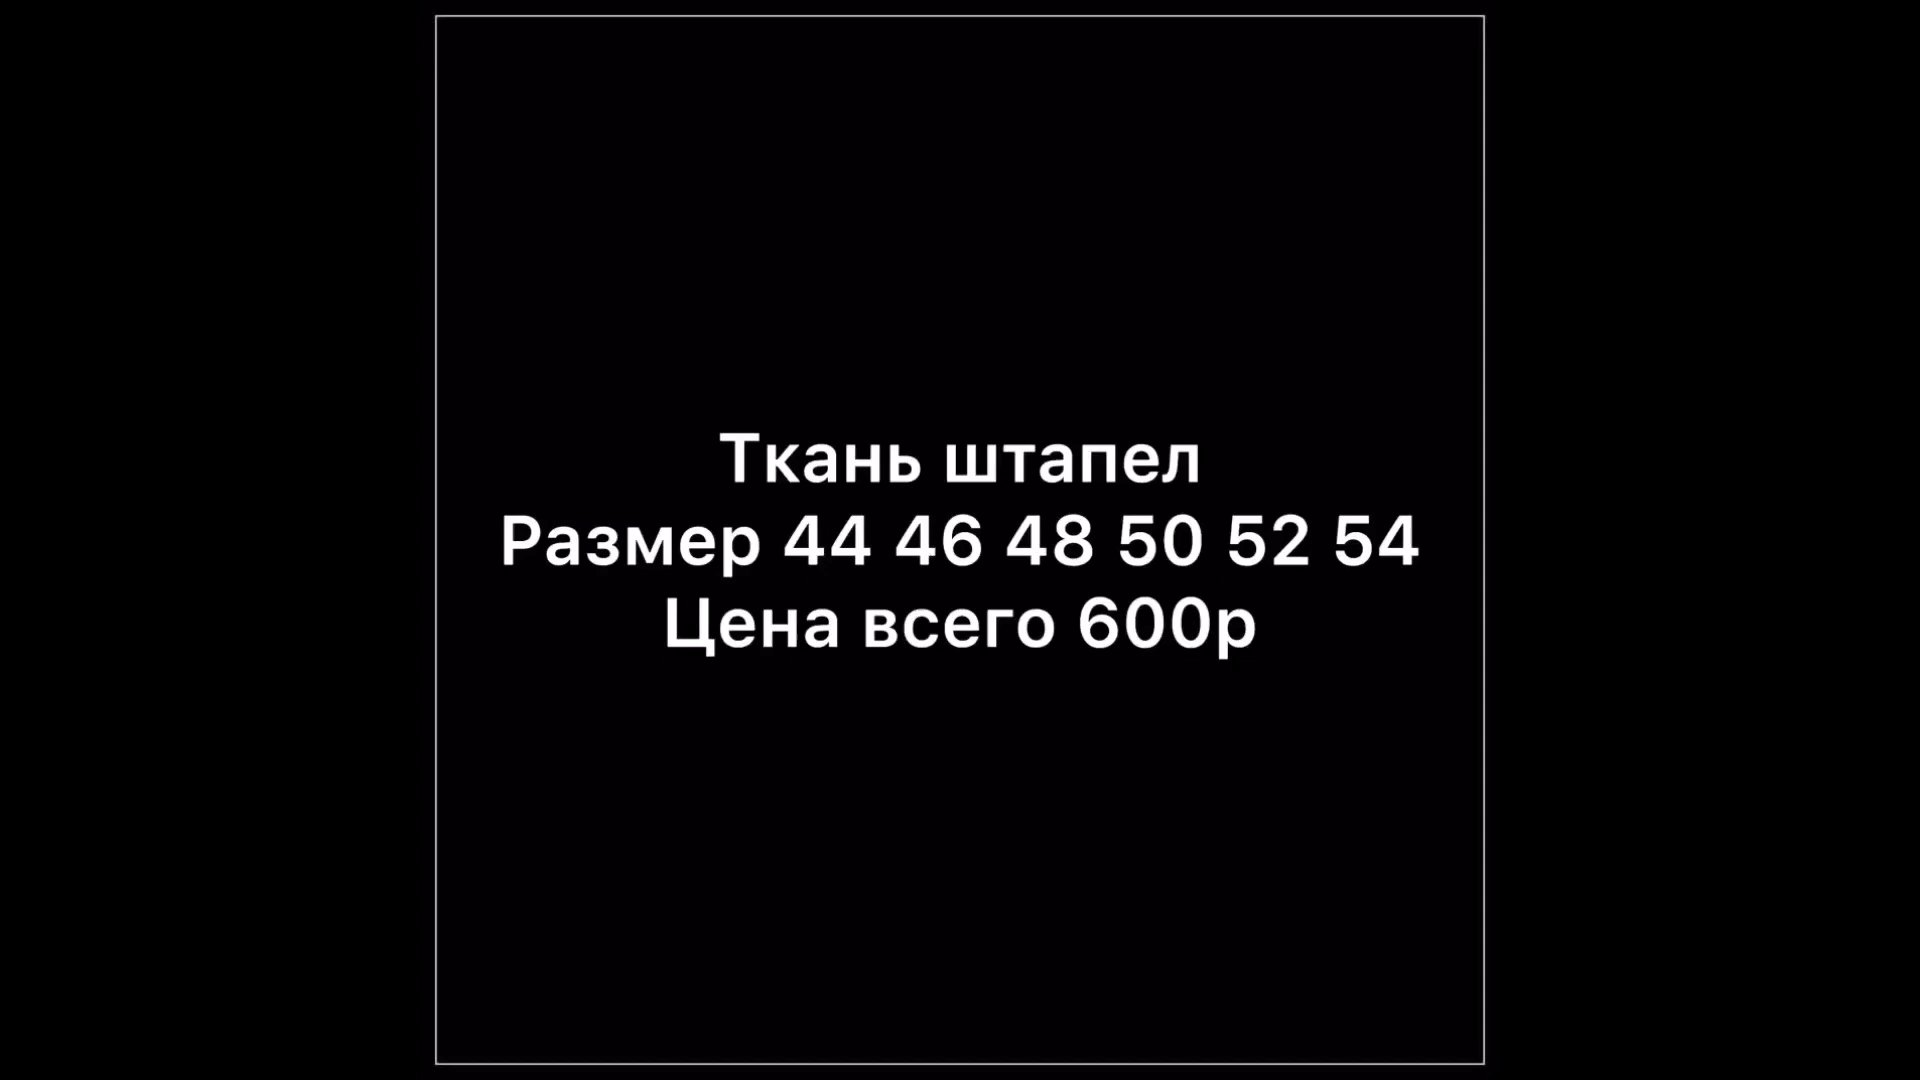 Ткань штапел
Размер 44 46 48 50 52 54
Цена всего 600р